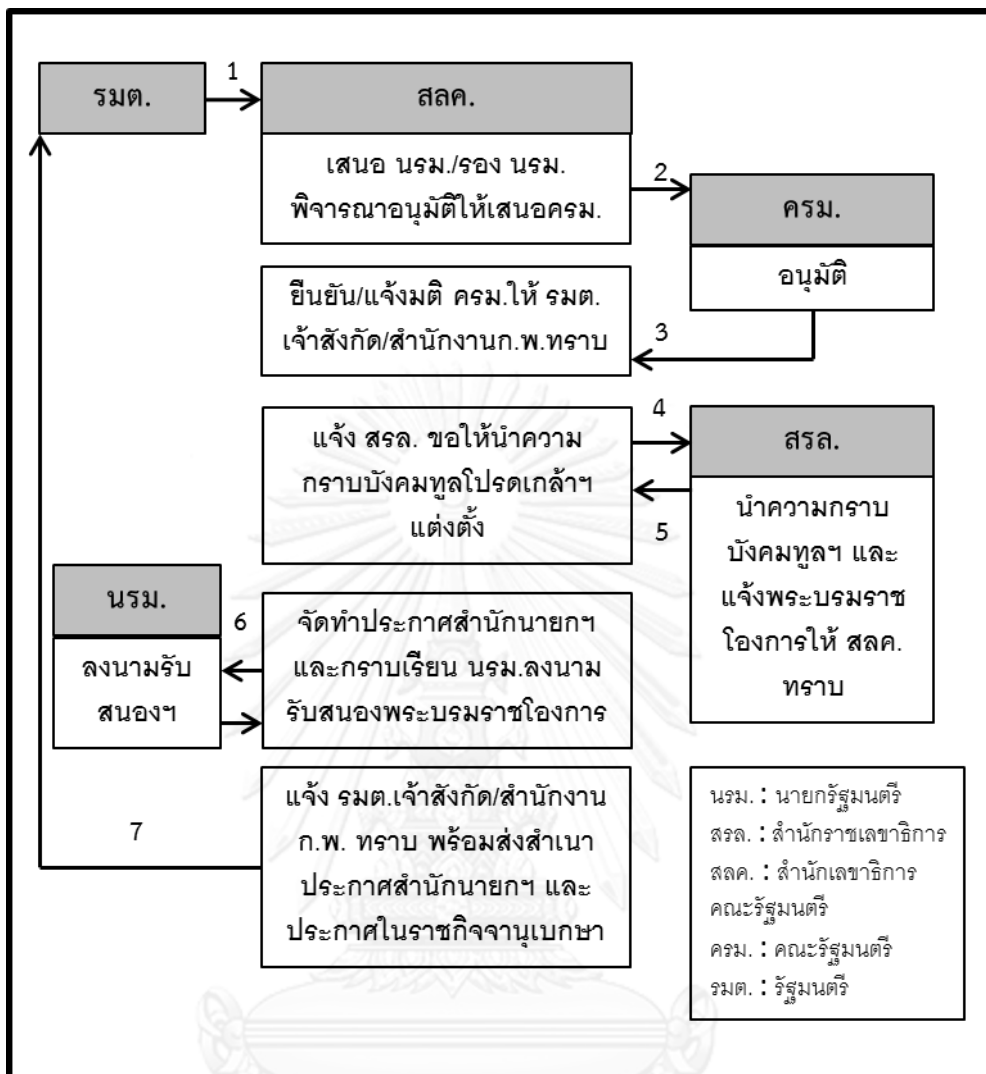 รมต.
1
สลค.
เสนอ นรม./รอง นรม.
พิจารณาอนุมัติให้เสนอครม.
2
ครม.
อนุมัติ
3
ยืนยัน/แจ้งมติ ครม.ให้ รมต.
เจ้าสังกัด/สำนักงานก.พ.ทราบ
แจ้ง สรล. ขอให้นำความ
กราบบังคมทูลโปรดเกล้าฯ
แต่งตั้ง
4
5
สรล.
นำความกราบ
บังคมทูลฯ และ
แจ้งพระบรมราช
โองการให้ สลค.
ทราบ
นรม.
ลงนามรับ
สนองฯ
6
จัดทำประกาศสำนักนายกฯ
และกราบเรียน นรม.ลงนาม
รับสนองพระบรมราชโองการ
7
แจ้ง รมต.เจ้าสังกัด/สำนักงาน
ก.พ. ทราบ พร้อมส่งสำเนา
ประกาศสำนักนายกฯ และ
ประกาศในราชกิจจานุเบกษา
นรม. : นายกรัฐมนตรี
สรล. : สำนักราชเลขาธิการ
สลค. : สำนักเลขาธิการ
คณะรัฐมนตรี
ครม. : คณะรัฐมนตรี
รมต. : รัฐมนตรี